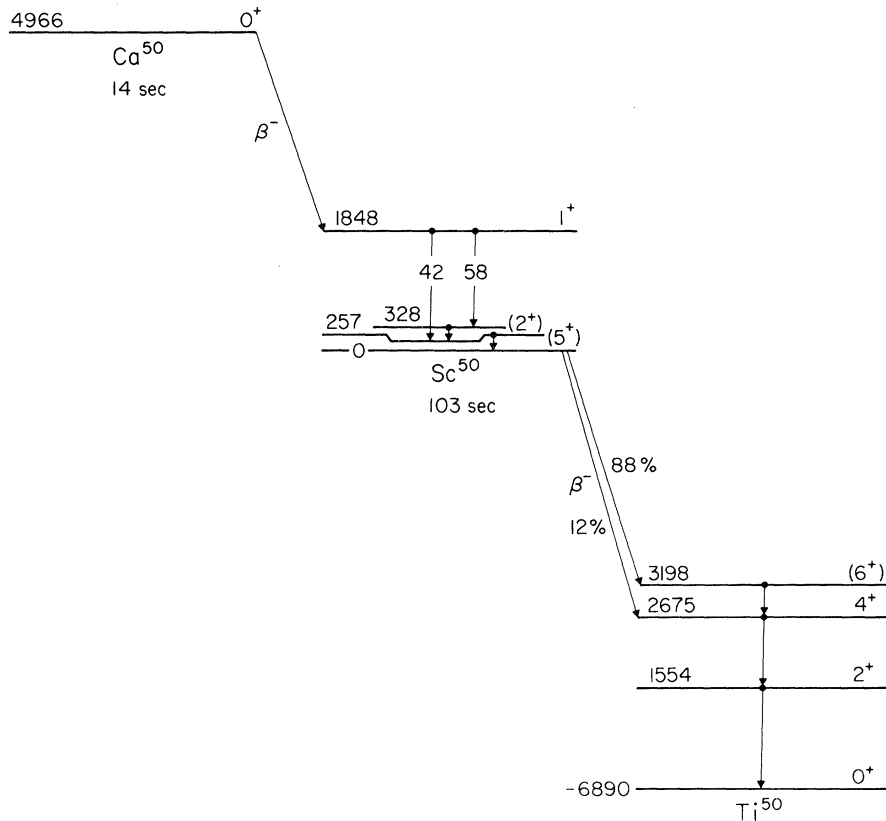 4966 0⁺
Ca⁵⁰
14 sec
β⁻
1848 1⁺
42 58
257 328 (2⁺)
0 (5⁺)
Sc⁵⁰
103 sec
88%
β⁻
12%
3198 (6⁺)
2675 4⁺
1554 2⁺
-6890 0⁺
Ti⁵⁰